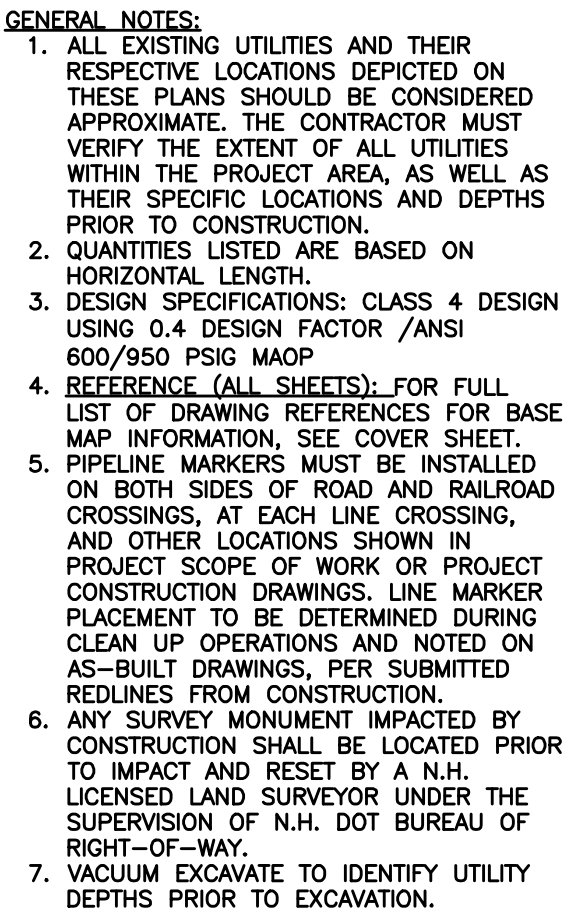 GENERAL NOTES:
1. ALL EXISTING UTILITIES AND THEIR
RESPECTIVE LOCATIONS DEPICTED ON
THESE PLANS SHOULD BE CONSIDERED
APPROXIMATE. THE CONTRACTOR MUST
VERIFY THE EXTENT OF ALL UTILITIES
WITHIN THE PROJECT AREA, AS WELL AS
THEIR SPECIFIC LOCATIONS AND DEPTHS
PRIOR TO CONSTRUCTION.
2. QUANTITIES LISTED ARE BASED ON
HORIZONTAL LENGTH.
3. DESIGN SPECIFICATIONS: CLASS 4 DESIGN
USING 0.4 DESIGN FACTOR /ANSI
600/950 PSIG MAOP
4. REFERENCE (ALL SHEETS): FOR FULL
LIST OF DRAWING REFERENCES FOR BASE
MAP INFORMATION, SEE COVER SHEET.
5. PIPELINE MARKERS MUST BE INSTALLED
ON BOTH SIDES OF ROAD AND RAILROAD
CROSSINGS, AT EACH LINE CROSSING,
AND OTHER LOCATIONS SHOWN IN
PROJECT SCOPE OF WORK OR PROJECT
CONSTRUCTION DRAWINGS. LINE MARKER
PLACEMENT TO BE DETERMINED DURING
CLEAN UP OPERATIONS AND NOTED ON
AS-BUILT DRAWINGS, PER SUBMITTED
REDLINES FROM CONSTRUCTION.
6. ANY SURVEY MONUMENT IMPACTED BY
CONSTRUCTION SHALL BE LOCATED PRIOR
TO IMPACT AND RESET BY A N.H.
LICENSED LAND SURVEYOR UNDER THE
SUPERVISION OF N.H. DOT BUREAU OF
RIGHT-OF-WAY.
7. VACUUM EXCAVATE TO IDENTIFY UTILITY
DEPTHS PRIOR TO EXCAVATION.